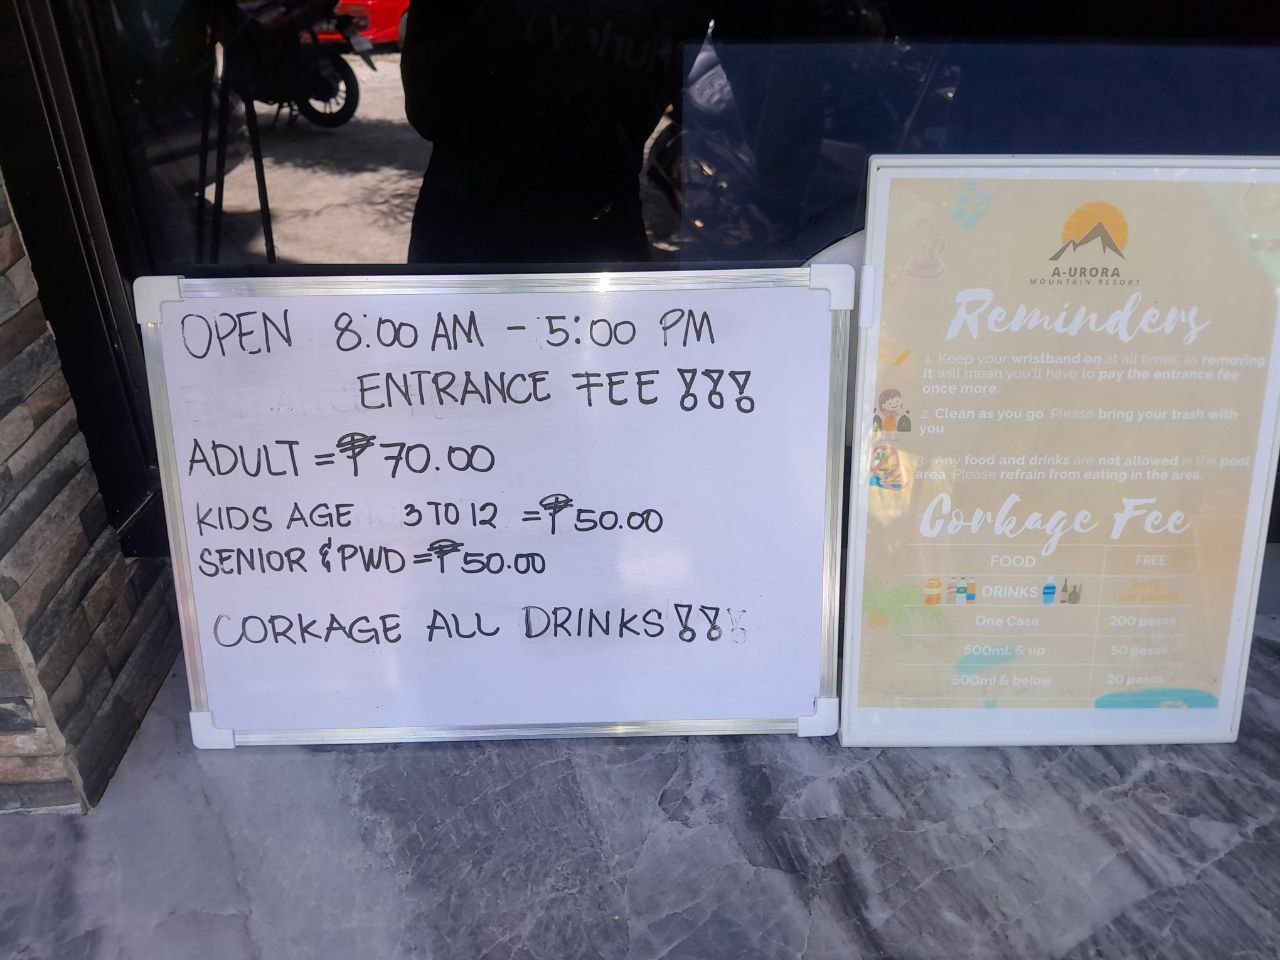 OPEN 8:00 AM - 5:00 PM
ENTRANCE FEE !!!
ADULT = ₱70.00
KIDS AGE 3 TO 12 = ₱50.00
SENIOR & PWD = ₱50.00
CORKAGE ALL DRINKS!!!
A-URORA
MOUNTAIN RESORT
Reminders
1. Keep your wristband on at all times, as removing
it will mean you'll have to pay the entrance fee
once more.
2. Clean as you go. Please bring your trash with
you
3. Any food and drinks are not allowed in the pool
area. Please refrain from eating in the area.
Corkage Fee
FOOD FREE
DRINKS RATE
(per piece)
One Case 200 pesos
500mL & up 50 pesos
500ml & below 20 pesos